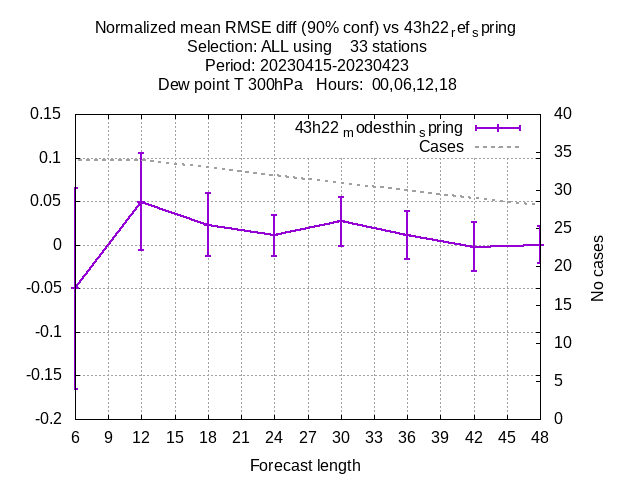 Normalized mean RMSE diff (90% conf) vs 43h22refspring
Selection: ALL using 33 stations
Period: 20230415-20230423
Dew point T 300hPa Hours: 00,06,12,18
43h22modesthinspring
Cases
0.15
0.1
0.05
0
-0.05
-0.1
-0.15
-0.2
40
35
30
25
20
15
10
5
0
No cases
6 9 12 15 18 21 24 27 30 33 36 39 42 45 48
Forecast length